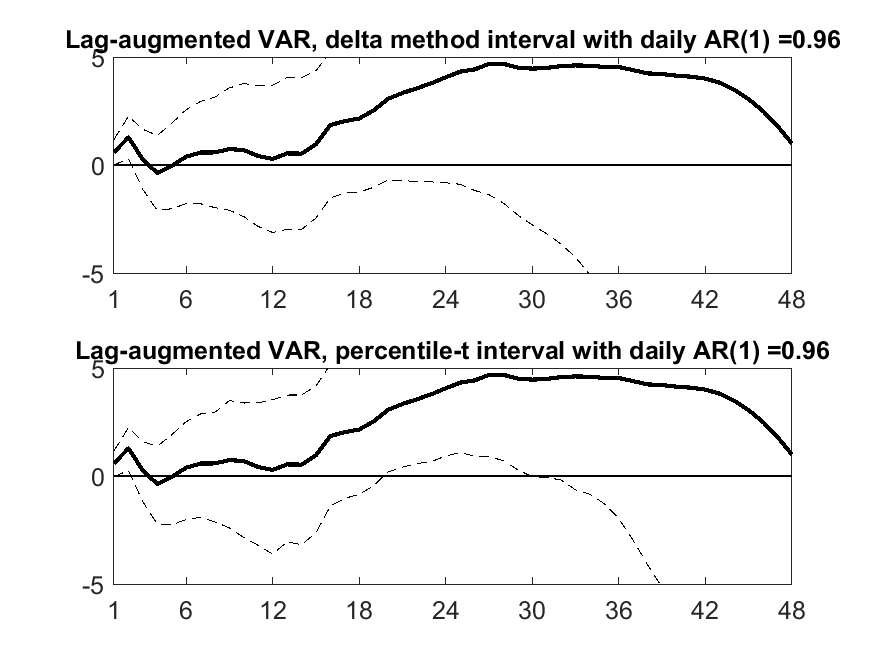 Lag-augmented VAR, delta method interval with daily AR(1) =0.96
5
0
-5
1 6 12 18 24 30 36 42 48
Lag-augmented VAR, percentile-t interval with daily AR(1) =0.96
5
0
-5
1 6 12 18 24 30 36 42 48